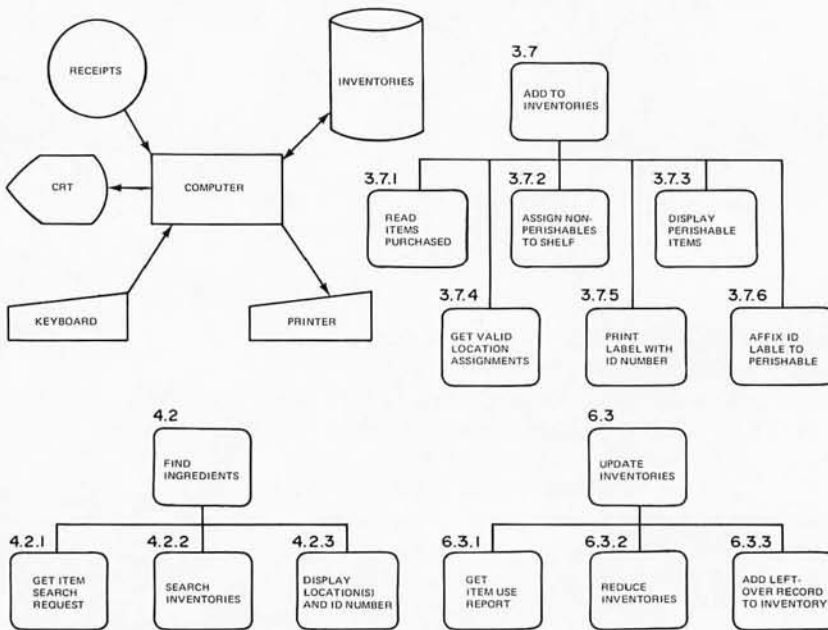 RECEIPTS
INVENTORIES
CRT
COMPUTER
KEYBOARD
PRINTER
3.7
ADD TO
INVENTORIES
3.7.1
READ
ITEMS
PURCHASED
3.7.2
ASSIGN NON-
PERISHABLES
TO SHELF
3.7.3
DISPLAY
PERISHABLE
ITEMS
3.7.4
GET VALID
LOCATION
ASSIGNMENTS
3.7.5
PRINT
LABEL WITH
ID NUMBER
3.7.6
AFFIX ID
LABLE TO
PERISHABLE
4.2
FIND
INGREDIENTS
4.2.1
GET ITEM
SEARCH
REQUEST
4.2.2
SEARCH
INVENTORIES
4.2.3
DISPLAY
LOCATION(S)
AND ID NUMBER
6.3
UPDATE
INVENTORIES
6.3.1
GET
ITEM USE
REPORT
6.3.2
REDUCE
INVENTORIES
6.3.3
ADD LEFT-
OVER RECORD
TO INVENTORY